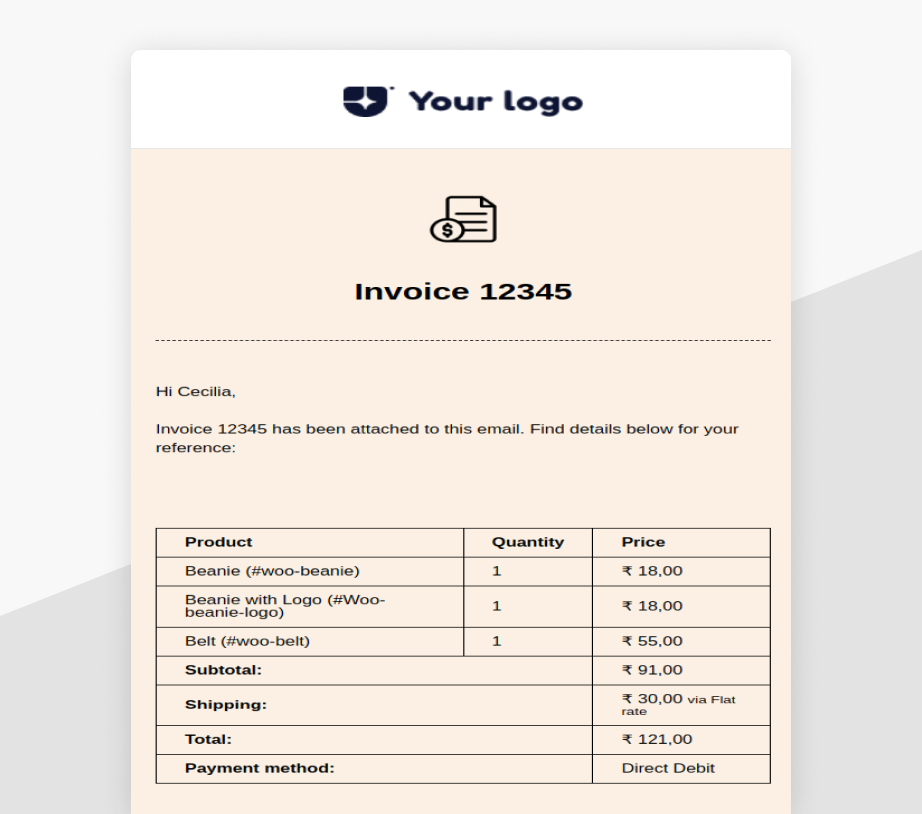 Your logo
$
Invoice 12345
Hi Cecilia,
Invoice 12345 has been attached to this email. Find details below for your
reference:
Product Quantity Price
Beanie (#woo-beanie) 1 ₹ 18,00
Beanie with Logo (#Woo-
beanie-logo) 1 ₹ 18,00
Belt (#woo-belt) 1 ₹ 55,00
Subtotal: ₹ 91,00
Shipping: ₹ 30,00 via Flat
rate
Total: ₹ 121,00
Payment method: Direct Debit